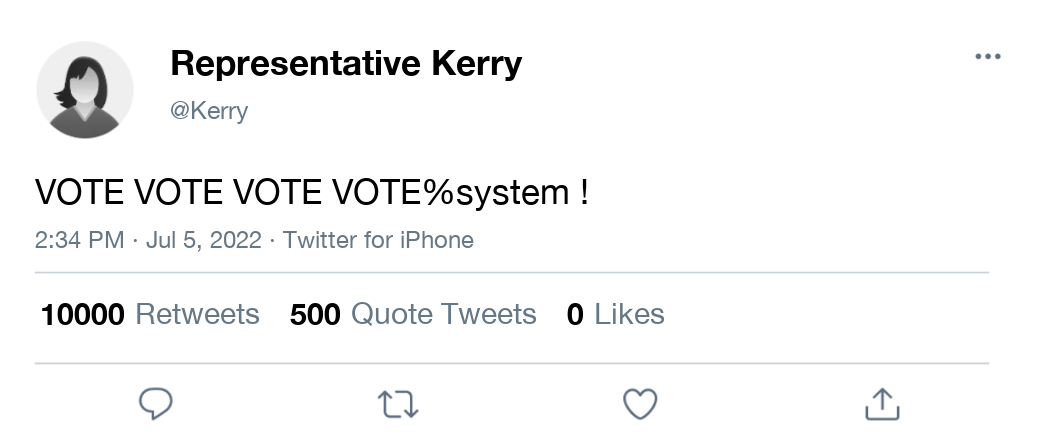 Representative Kerry
@Kerry
VOTE VOTE VOTE VOTE%system !
2:34 PM · Jul 5, 2022 · Twitter for iPhone
10000 Retweets 500 Quote Tweets 0 Likes